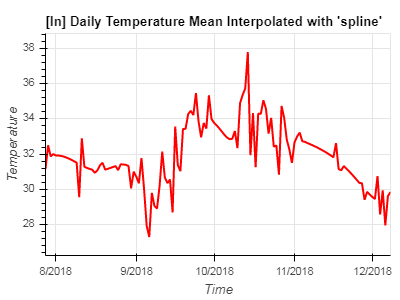 [In] Daily Temperature Mean Interpolated with 'spline'
38
36
34
32
30
28
Temperature
8/2018 9/2018 10/2018 11/2018 12/2018
Time